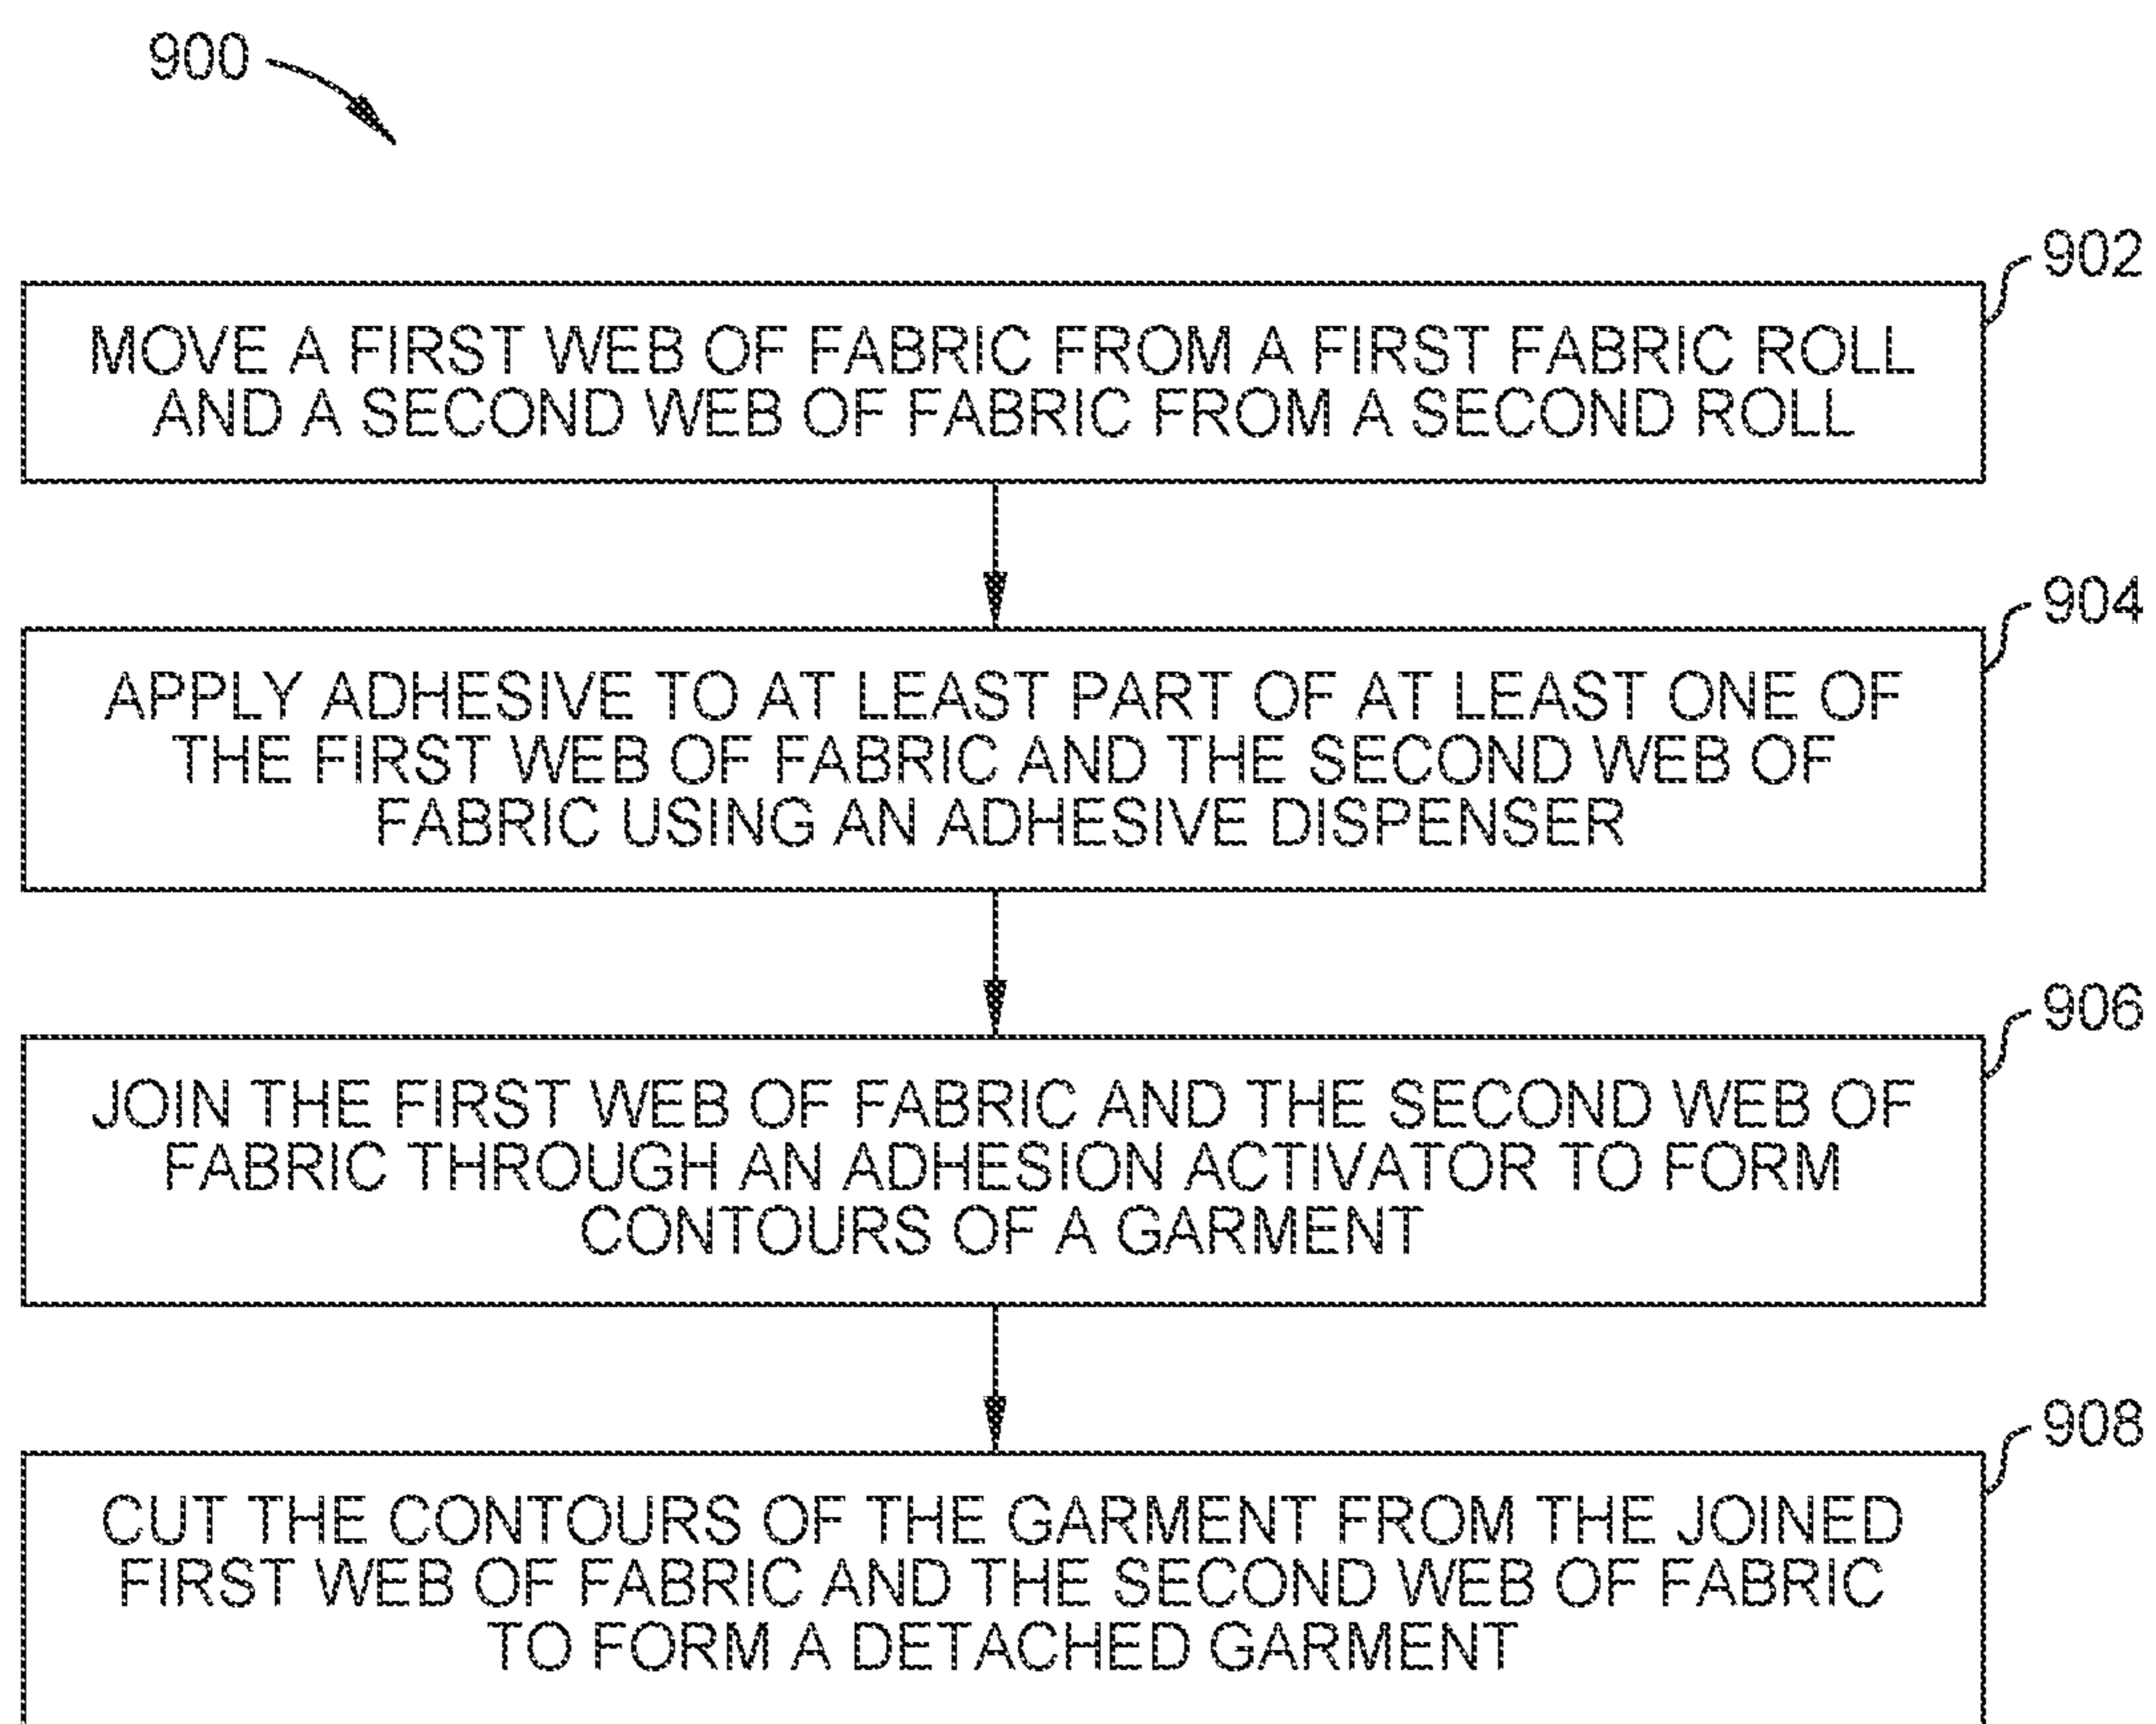 900
902
MOVE A FIRST WEB OF FABRIC FROM A FIRST FABRIC ROLL
AND A SECOND WEB OF FABRIC FROM A SECOND ROLL
904
APPLY ADHESIVE TO AT LEAST PART OF AT LEAST ONE OF
THE FIRST WEB OF FABRIC AND THE SECOND WEB OF
FABRIC USING AN ADHESIVE DISPENSER
906
JOIN THE FIRST WEB OF FABRIC AND THE SECOND WEB OF
FABRIC THROUGH AN ADHESION ACTIVATOR TO FORM
CONTOURS OF A GARMENT
908
CUT THE CONTOURS OF THE GARMENT FROM THE JOINED
FIRST WEB OF FABRIC AND THE SECOND WEB OF FABRIC
TO FORM A DETACHED GARMENT